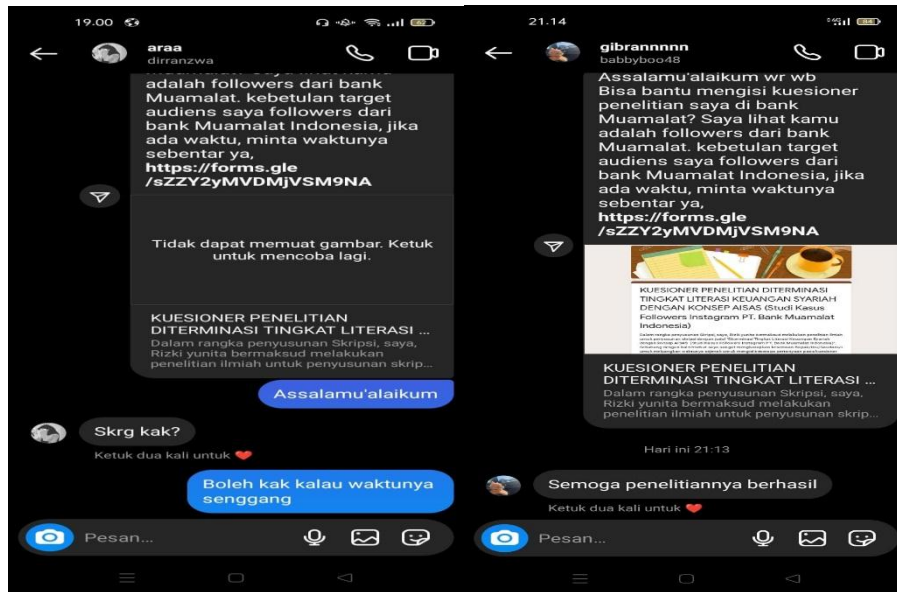 19.00
62
araa
dirranzwa
adalah followers dari bank
Muamalat. kebetulan target
audiens saya followers dari
bank Muamalat Indonesia, jika
ada waktu, minta waktunya
sebentar ya,
https://forms.gle
/sZZY2yMVDMjVSM9NA
Tidak dapat memuat gambar. Ketuk
untuk mencoba lagi.
KUESIONER PENELITIAN
DITERMINASI TINGKAT LITERASI ...
Dalam rangka penyusunan Skripsi, saya,
Rizki yunita bermaksud melakukan
penelitian ilmiah untuk penyusunan skrip...
Assalamu'alaikum
Skrg kak?
Ketuk dua kali untuk ❤️
Boleh kak kalau waktunya
senggang
Pesan...
21.14
84
gibrannnnn
babbyboo48
Assalamu'alaikum wr wb
Bisa bantu mengisi kuesioner
penelitian saya di bank
Muamalat? Saya lihat kamu
adalah followers dari bank
Muamalat. kebetulan target
audiens saya followers dari
bank Muamalat Indonesia, jika
ada waktu, minta waktunya
sebentar ya,
https://forms.gle
/sZZY2yMVDMjVSM9NA
KUESIONER PENELITIAN DITERMINASI
TINGKAT LITERASI KEUANGAN SYARIAH
DENGAN KONSEP AISAS (Studi Kasus
Followers Instagram PT. Bank Muamalat
Indonesia)
KUESIONER PENELITIAN
DITERMINASI TINGKAT LITERASI ...
Dalam rangka penyusunan Skripsi, saya,
Rizki yunita bermaksud melakukan
penelitian ilmiah untuk penyusunan skrip...
Hari ini 21:13
Semoga penelitiannya berhasil
Ketuk dua kali untuk ❤️
Pesan...